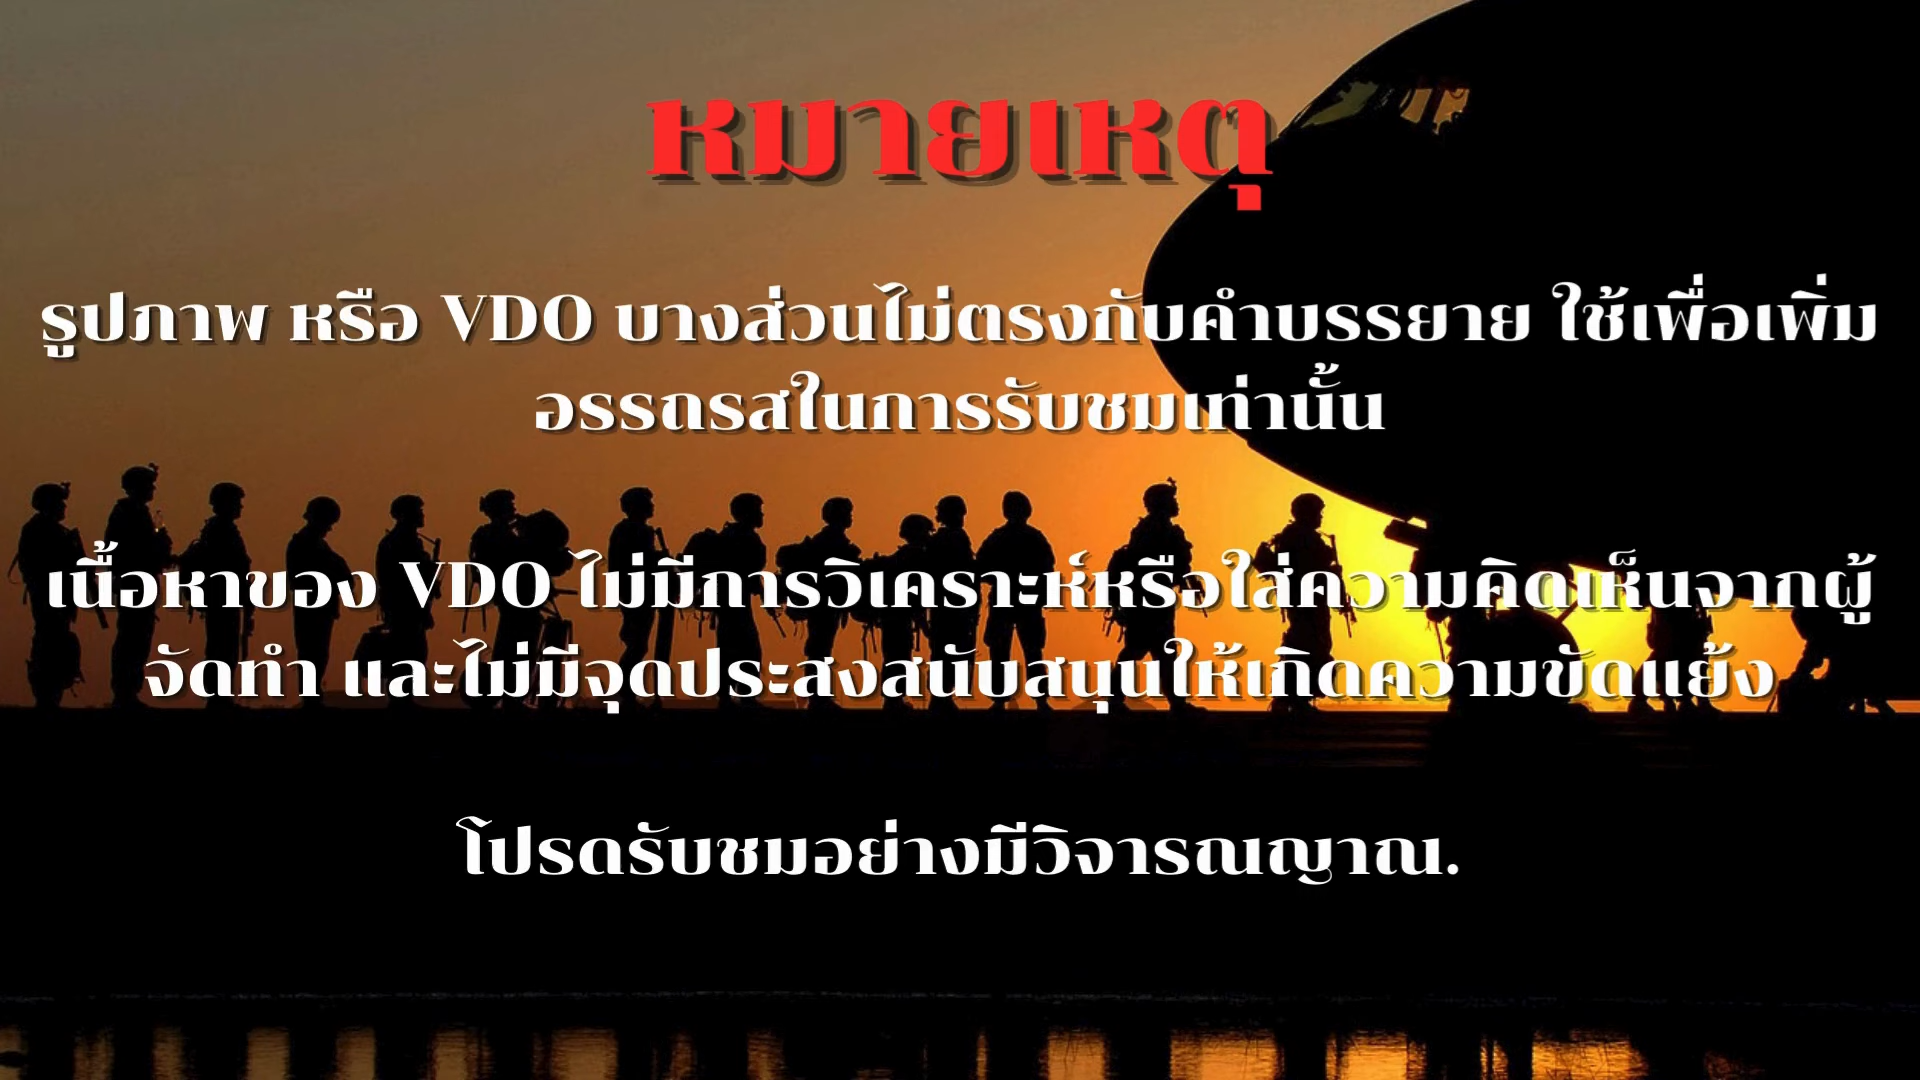 หมายเหตุ
รูปภาพ หรือ VDO บางส่วนไม่ตรงกับคำบรรยาย ใช้เพื่อเพิ่ม
อรรถรสในการรับชมเท่านั้น
เนื้อหาของ VDO ไม่มีการวิเคราะห์หรือใส่ความคิดเห็นจากผู้
จัดทำ และไม่มีจุดประสงสนับสนุนให้เกิดความขัดแย้ง
โปรดรับชมอย่างมีวิจารณญาณ.